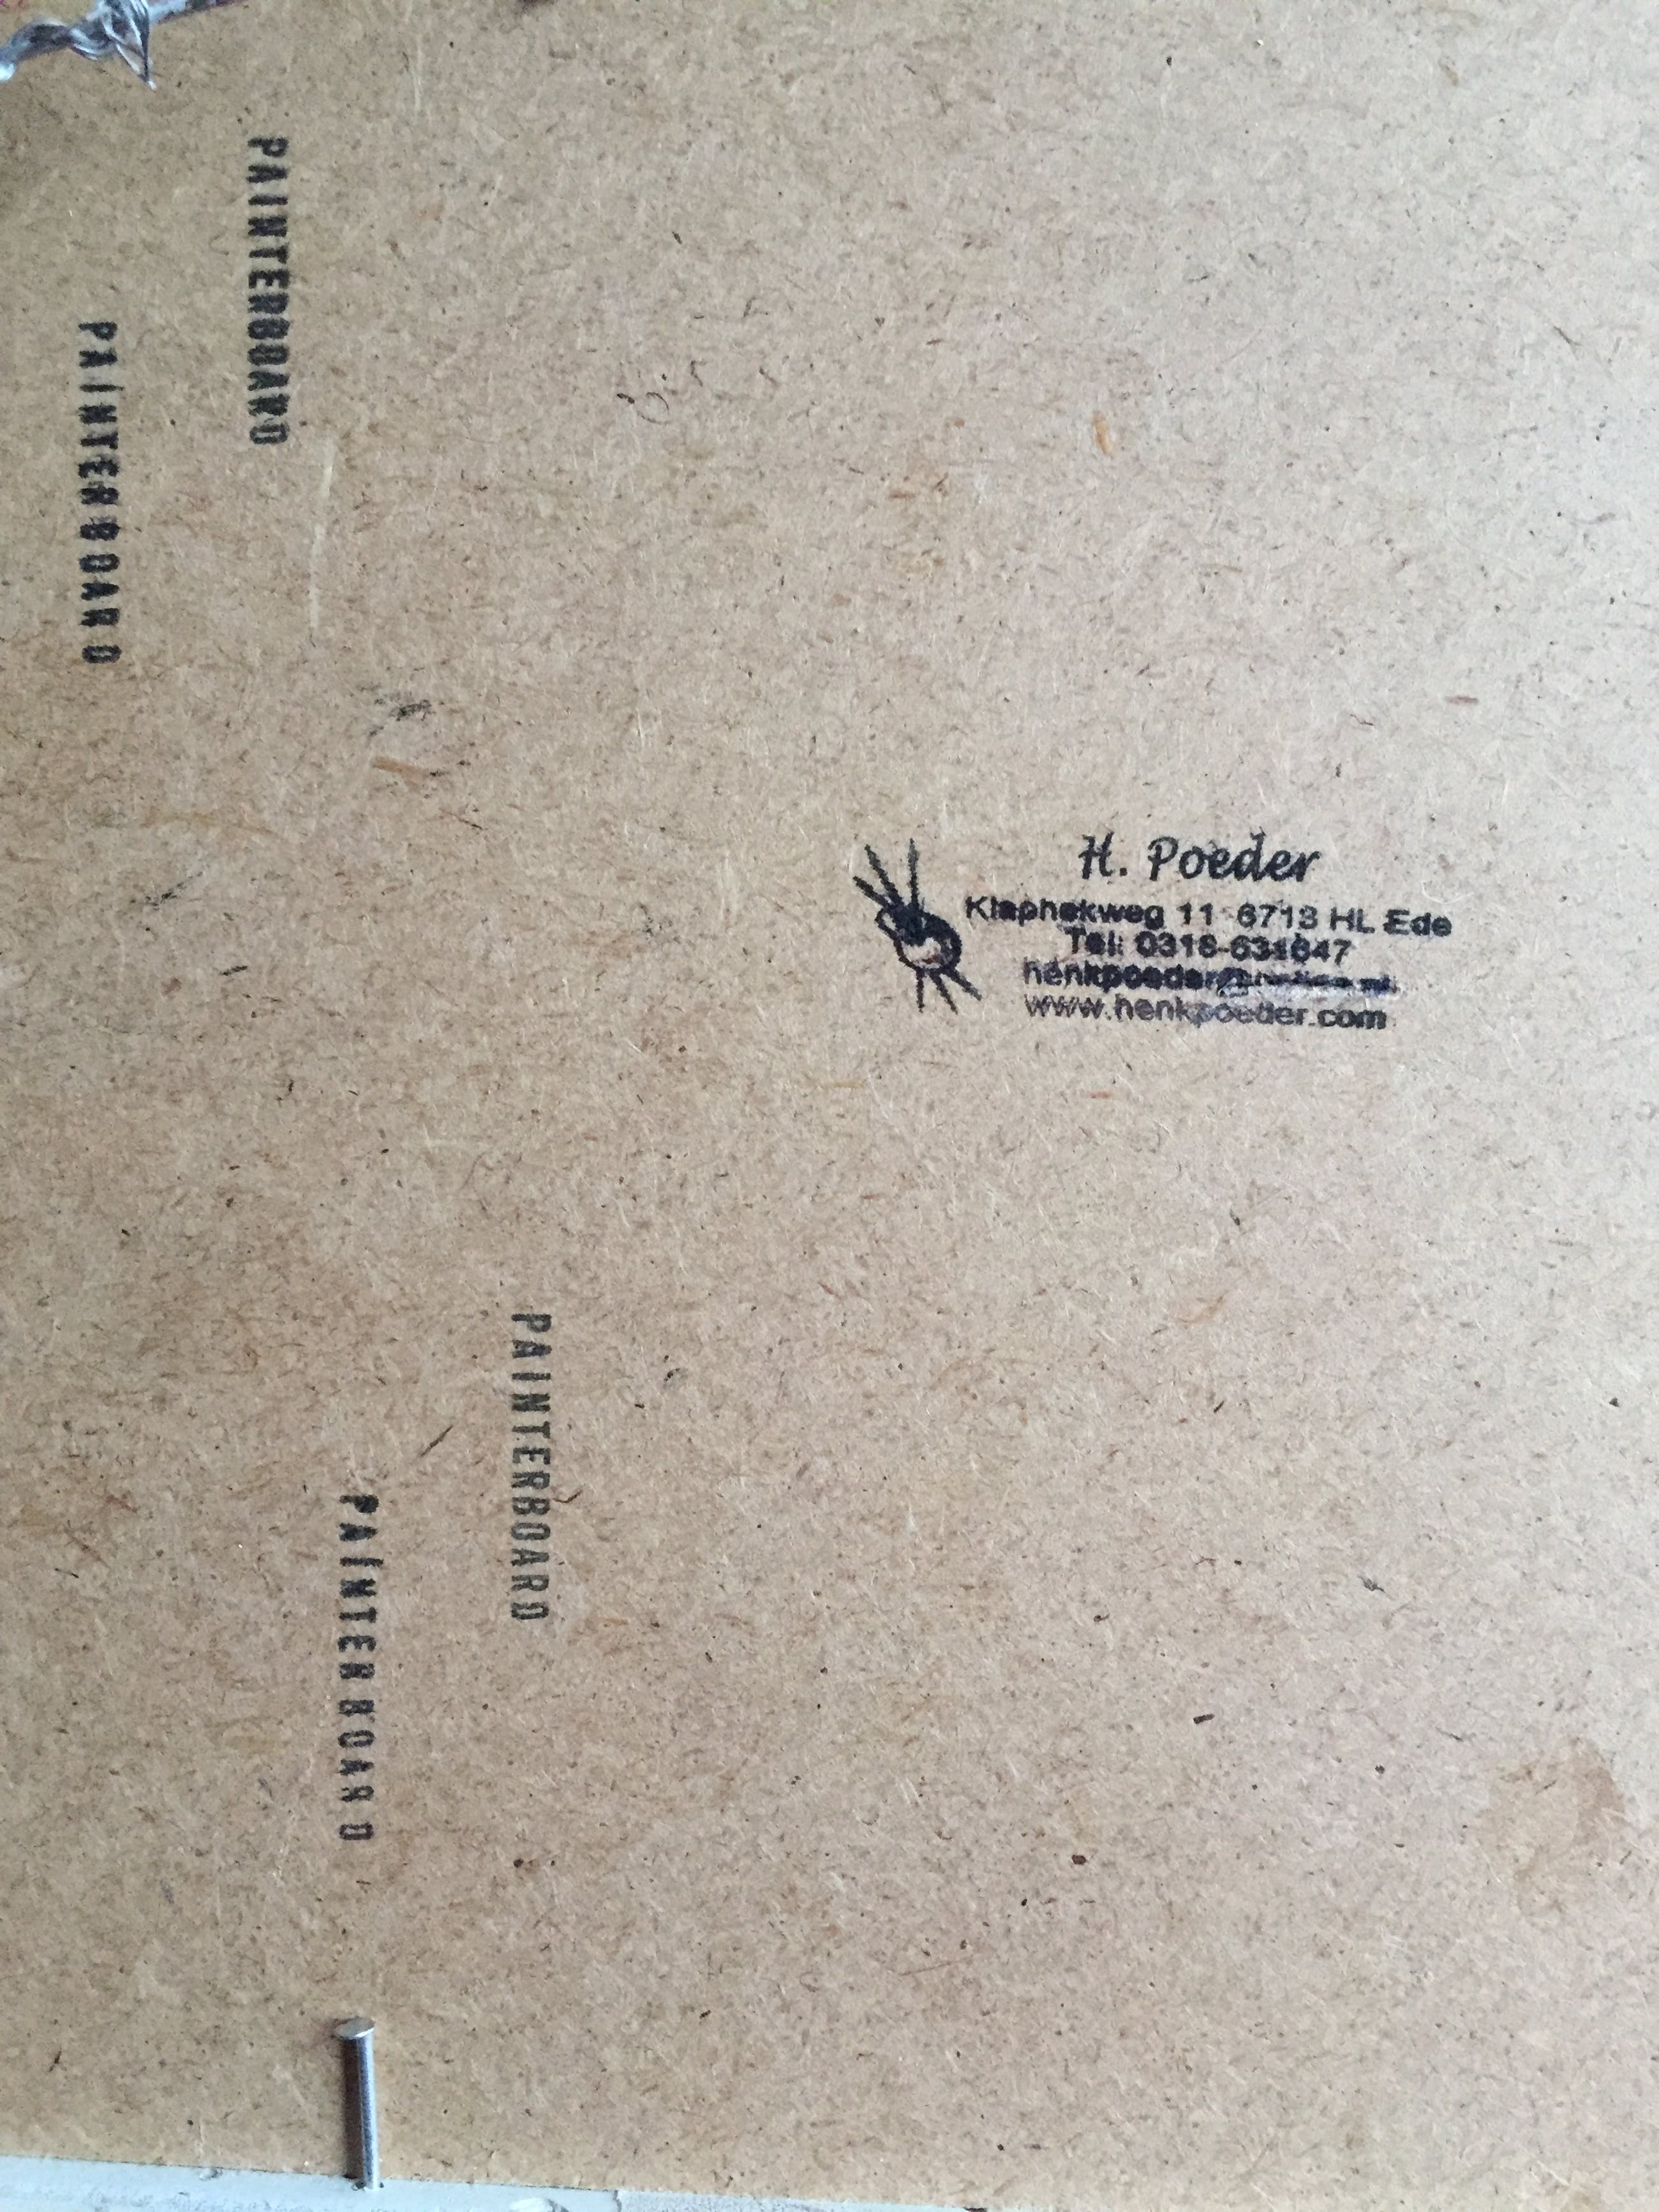 PAINTERBOARD
PAINTERBOARD
H. Poeder
Klaphekweg 11 6713 HL Ede
Tel: 0318-631647
www.henkpoeder.com
PAINTERBOARD
PAINTERBOARD